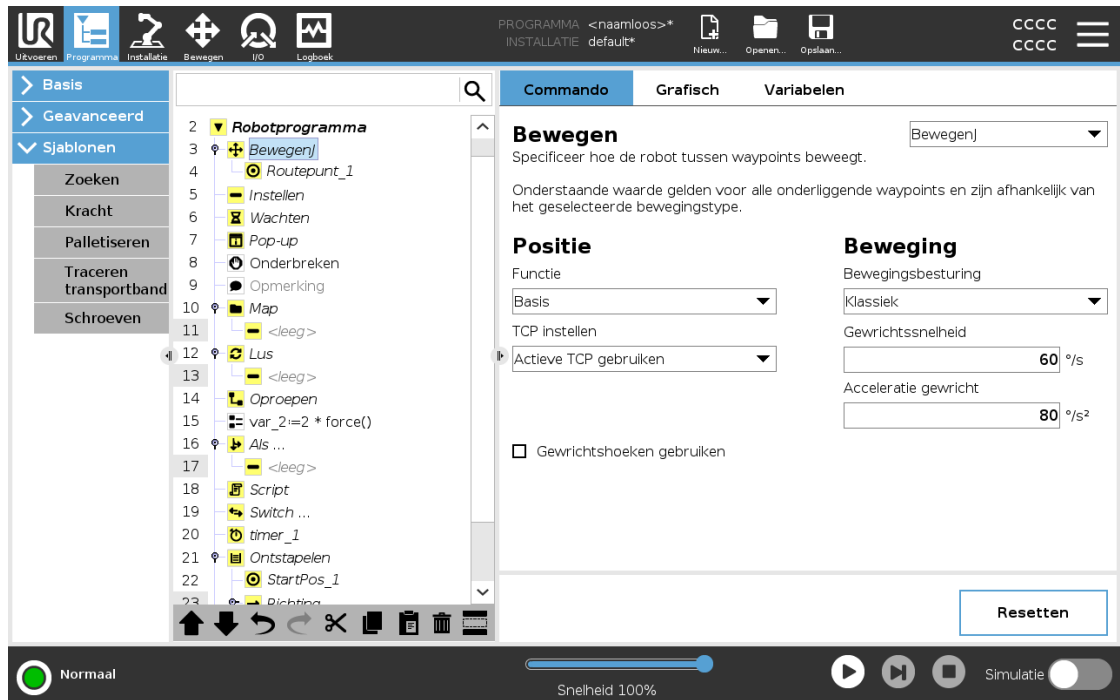 PROGRAMMA <naamloos>*
INSTALLATIE default*
CCCC
CCCC
Uitvoeren Programma Installatie Bewegen I/O Logboek Nieuw... Openen... Opslaan...
Basis
Geavanceerd
Sjablonen
Zoeken
Kracht
Palletiseren
Traceren
transportband
Schroeven
2 Robotprogramma
3 BewegenJ
4 Routepunt_1
5 Instellen
6 Wachten
7 Pop-up
8 Onderbreken
9 Opmerking
10 Map
11 <leeg>
12 Lus
13 <leeg>
14 Oproepen
15 var_2:=2 * force()
16 Als ...
17 <leeg>
18 Script
19 Switch ...
20 timer_1
21 Ontstapelen
22 StartPos_1
23 Richting
Commando Grafisch Variabelen
Bewegen
BewegenJ
Specificeer hoe de robot tussen waypoints beweegt.
Onderstaande waarde gelden voor alle onderliggende waypoints en zijn afhankelijk van
het geselecteerde bewegingstype.
Positie
Functie
Basis
TCP instellen
Actieve TCP gebruiken
Gewrichtshoeken gebruiken
Beweging
Bewegingsbesturing
Klassiek
Gewrichtssnelheid
60 °/s
Acceleratie gewricht
80 °/s²
Resetten
Normaal
Snelheid 100%
Simulatie